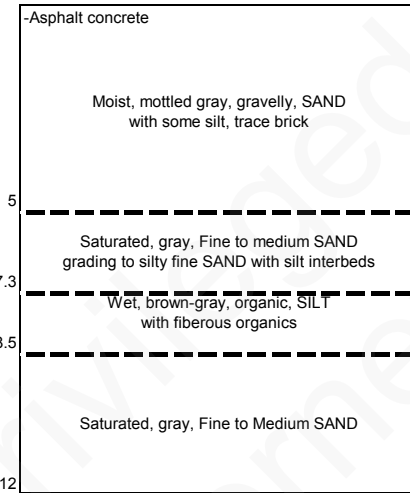 -Asphalt concrete
Moist, mottled gray, gravelly, SAND
with some silt, trace brick
5
Saturated, gray, Fine to medium SAND
grading to silty fine SAND with silt interbeds
7.3
Wet, brown-gray, organic, SILT
with fiberous organics
8.5
Saturated, gray, Fine to Medium SAND
12